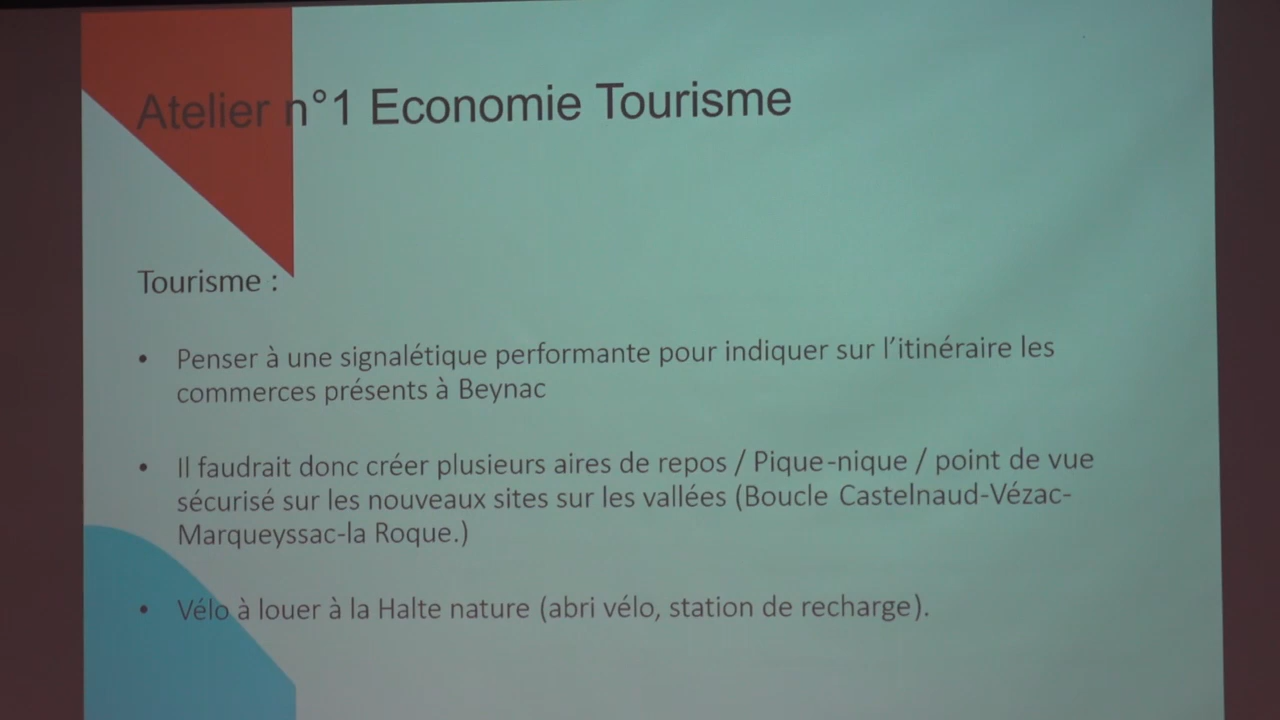 Atelier n°1 Economie Tourisme
Tourisme :
• Penser à une signalétique performante pour indiquer sur l'itinéraire les
commerces présents à Beynac
• Il faudrait donc créer plusieurs aires de repos / Pique-nique / point de vue
sécurisé sur les nouveaux sites sur les vallées (Boucle Castelnaud-Vézac-
Marqueyssac-la Roque.)
• Vélo à louer à la Halte nature (abri vélo, station de recharge).